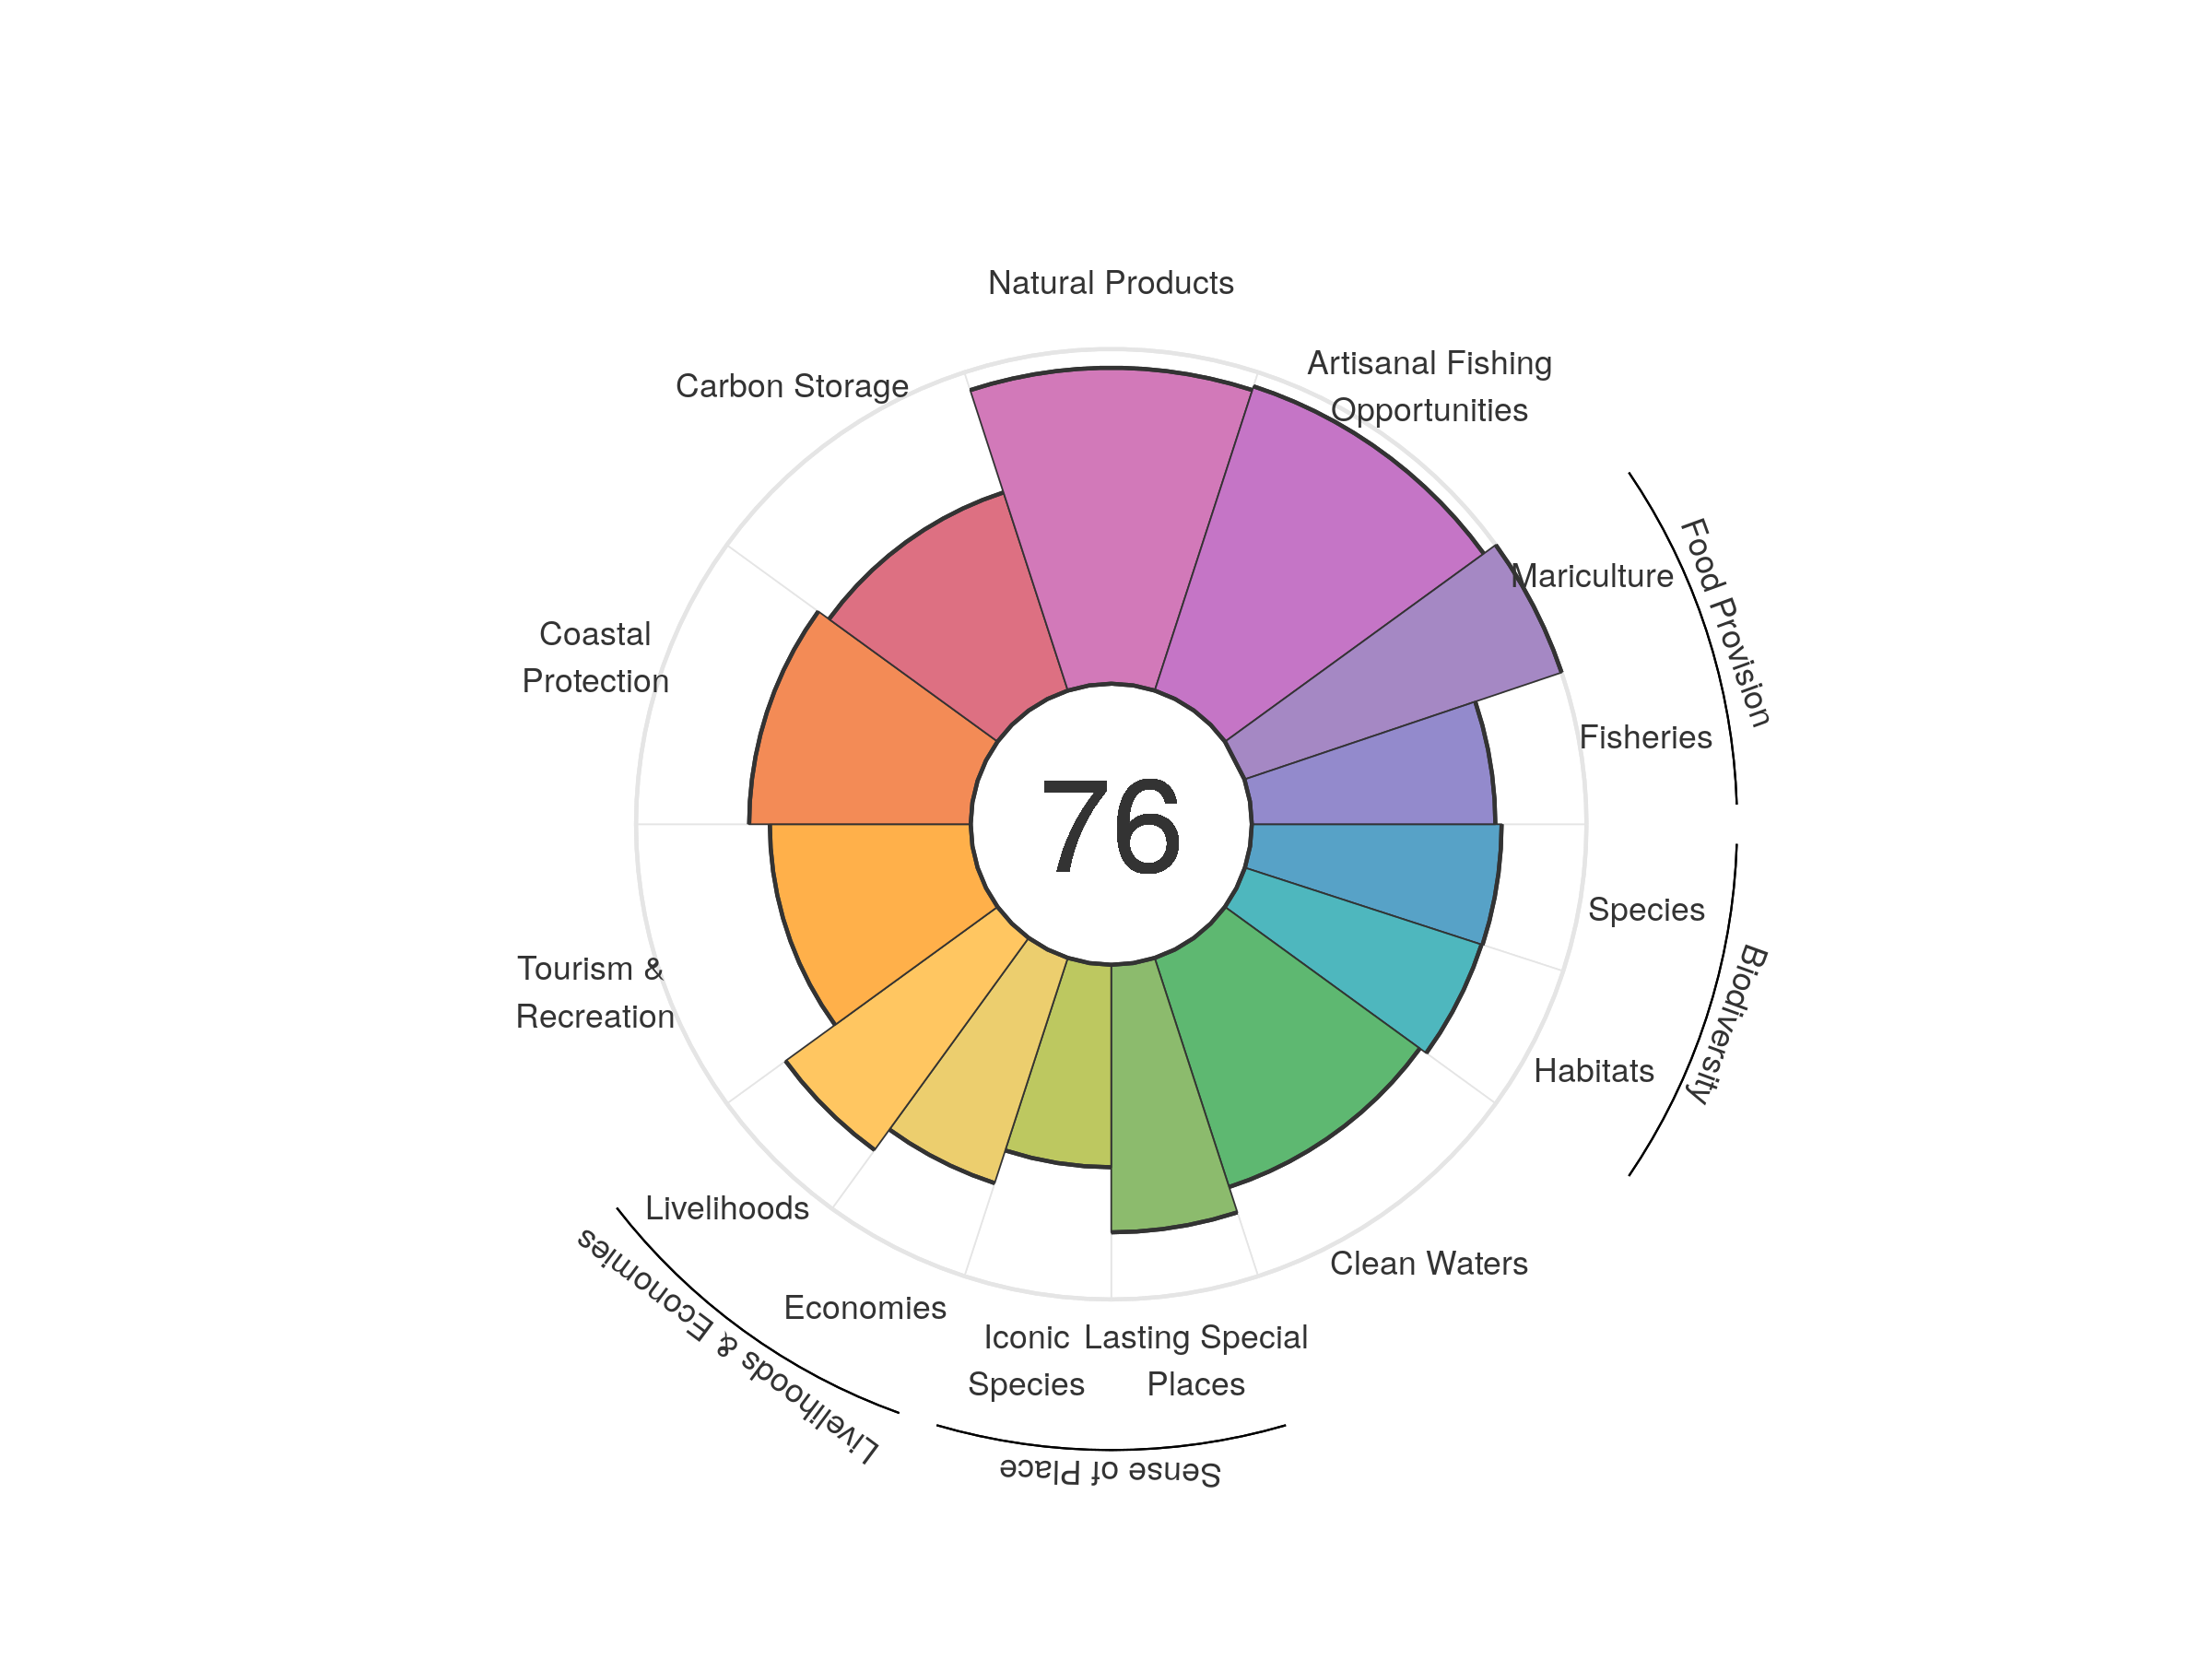 Natural Products
Artisanal Fishing
Opportunities
Carbon Storage
Mariculture
Food Provision
Coastal
Protection
Fisheries
76
Species
Biodiversity
Tourism &
Recreation
Habitats
Livelihoods
Clean Waters
Livelihoods & Economies
Economies
Iconic
Species
Lasting Special
Places
Sense of Place